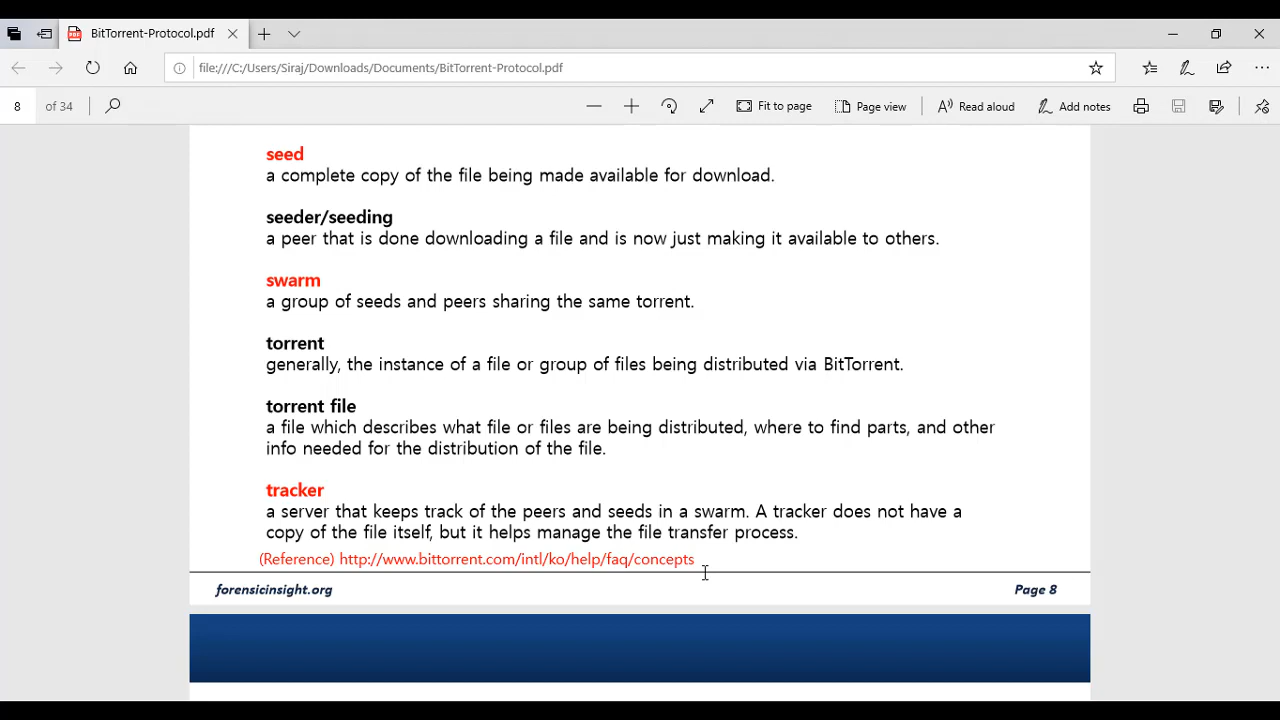 BitTorrent-Protocol.pdf
file:///C:/Users/Siraj/Downloads/Documents/BitTorrent-Protocol.pdf
8 of 34 Fit to page Page view Read aloud Add notes
seed
a complete copy of the file being made available for download.
seeder/seeding
a peer that is done downloading a file and is now just making it available to others.
swarm
a group of seeds and peers sharing the same torrent.
torrent
generally, the instance of a file or group of files being distributed via BitTorrent.
torrent file
a file which describes what file or files are being distributed, where to find parts, and other
info needed for the distribution of the file.
tracker
a server that keeps track of the peers and seeds in a swarm. A tracker does not have a
copy of the file itself, but it helps manage the file transfer process.
(Reference) http://www.bittorrent.com/intl/ko/help/faq/concepts
forensicinsight.org Page 8